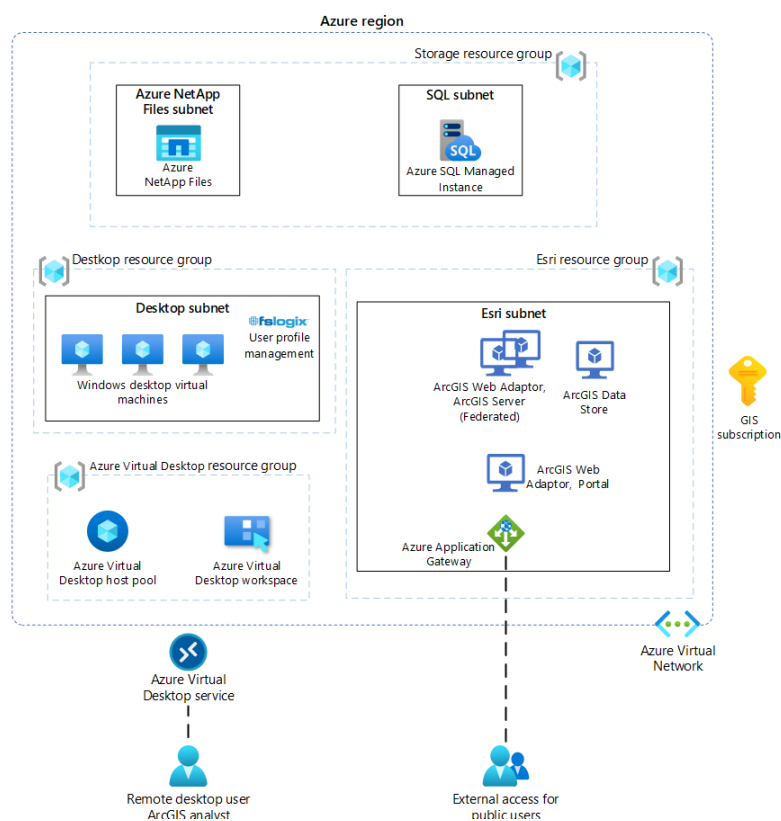 Azure region
Storage resource group
Azure NetApp
Files subnet
Azure
NetApp Files
SQL subnet
SQL
Azure SQL Managed
Instance
Destkop resource group
Desktop subnet
fslogix
User profile
management
Windows desktop virtual
machines
Esri resource group
Esri subnet
ArcGIS Web Adaptor,
ArcGIS Server
(Federated)
ArcGIS Data
Store
ArcGIS Web
Adaptor, Portal
Azure Application
Gateway
GIS
subscription
Azure Virtual Desktop resource group
Azure Virtual
Desktop host pool
Azure Virtual
Desktop workspace
Azure Virtual
Network
Azure Virtual
Desktop service
Remote desktop user
ArcGIS analyst
External access for
public users